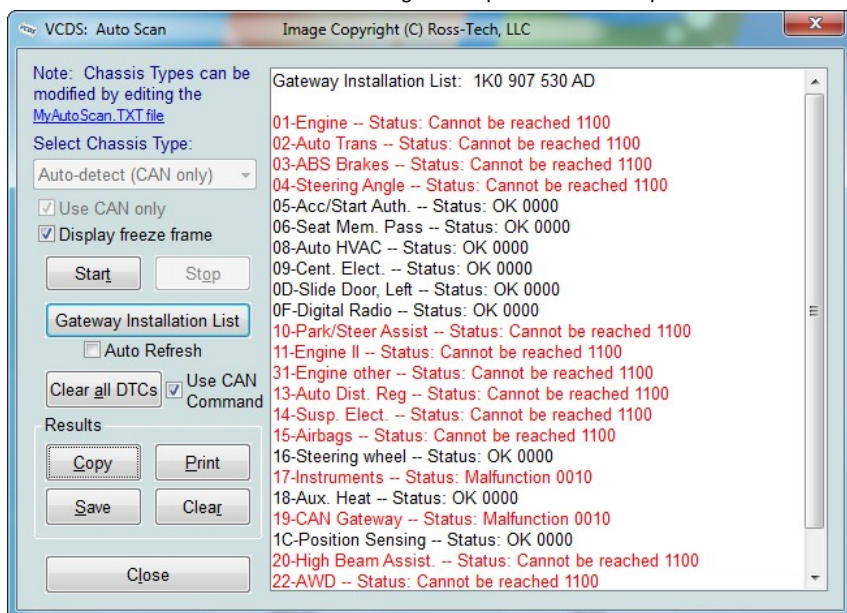 VCDS: Auto Scan
Image Copyright (C) Ross-Tech, LLC
Note: Chassis Types can be
modified by editing the
MyAutoScan.TXT file
Select Chassis Type:
Auto-detect (CAN only)
Use CAN only
Display freeze frame
Start
Stop
Gateway Installation List
Auto Refresh
Clear all DTCs
Use CAN
Command
Results
Copy
Print
Save
Clear
Close
Gateway Installation List: 1K0 907 530 AD
01-Engine -- Status: Cannot be reached 1100
02-Auto Trans -- Status: Cannot be reached 1100
03-ABS Brakes -- Status: Cannot be reached 1100
04-Steering Angle -- Status: Cannot be reached 1100
05-Acc/Start Auth. -- Status: OK 0000
06-Seat Mem. Pass -- Status: OK 0000
08-Auto HVAC -- Status: OK 0000
09-Cent. Elect. -- Status: OK 0000
0D-Slide Door, Left -- Status: OK 0000
0F-Digital Radio -- Status: OK 0000
10-Park/Steer Assist -- Status: Cannot be reached 1100
11-Engine II -- Status: Cannot be reached 1100
31-Engine other -- Status: Cannot be reached 1100
13-Auto Dist. Reg -- Status: Cannot be reached 1100
14-Susp. Elect. -- Status: Cannot be reached 1100
15-Airbags -- Status: Cannot be reached 1100
16-Steering wheel -- Status: OK 0000
17-Instruments -- Status: Malfunction 0010
18-Aux. Heat -- Status: OK 0000
19-CAN Gateway -- Status: Malfunction 0010
1C-Position Sensing -- Status: OK 0000
20-High Beam Assist. -- Status: Cannot be reached 1100
22-AWD -- Status: Cannot be reached 1100